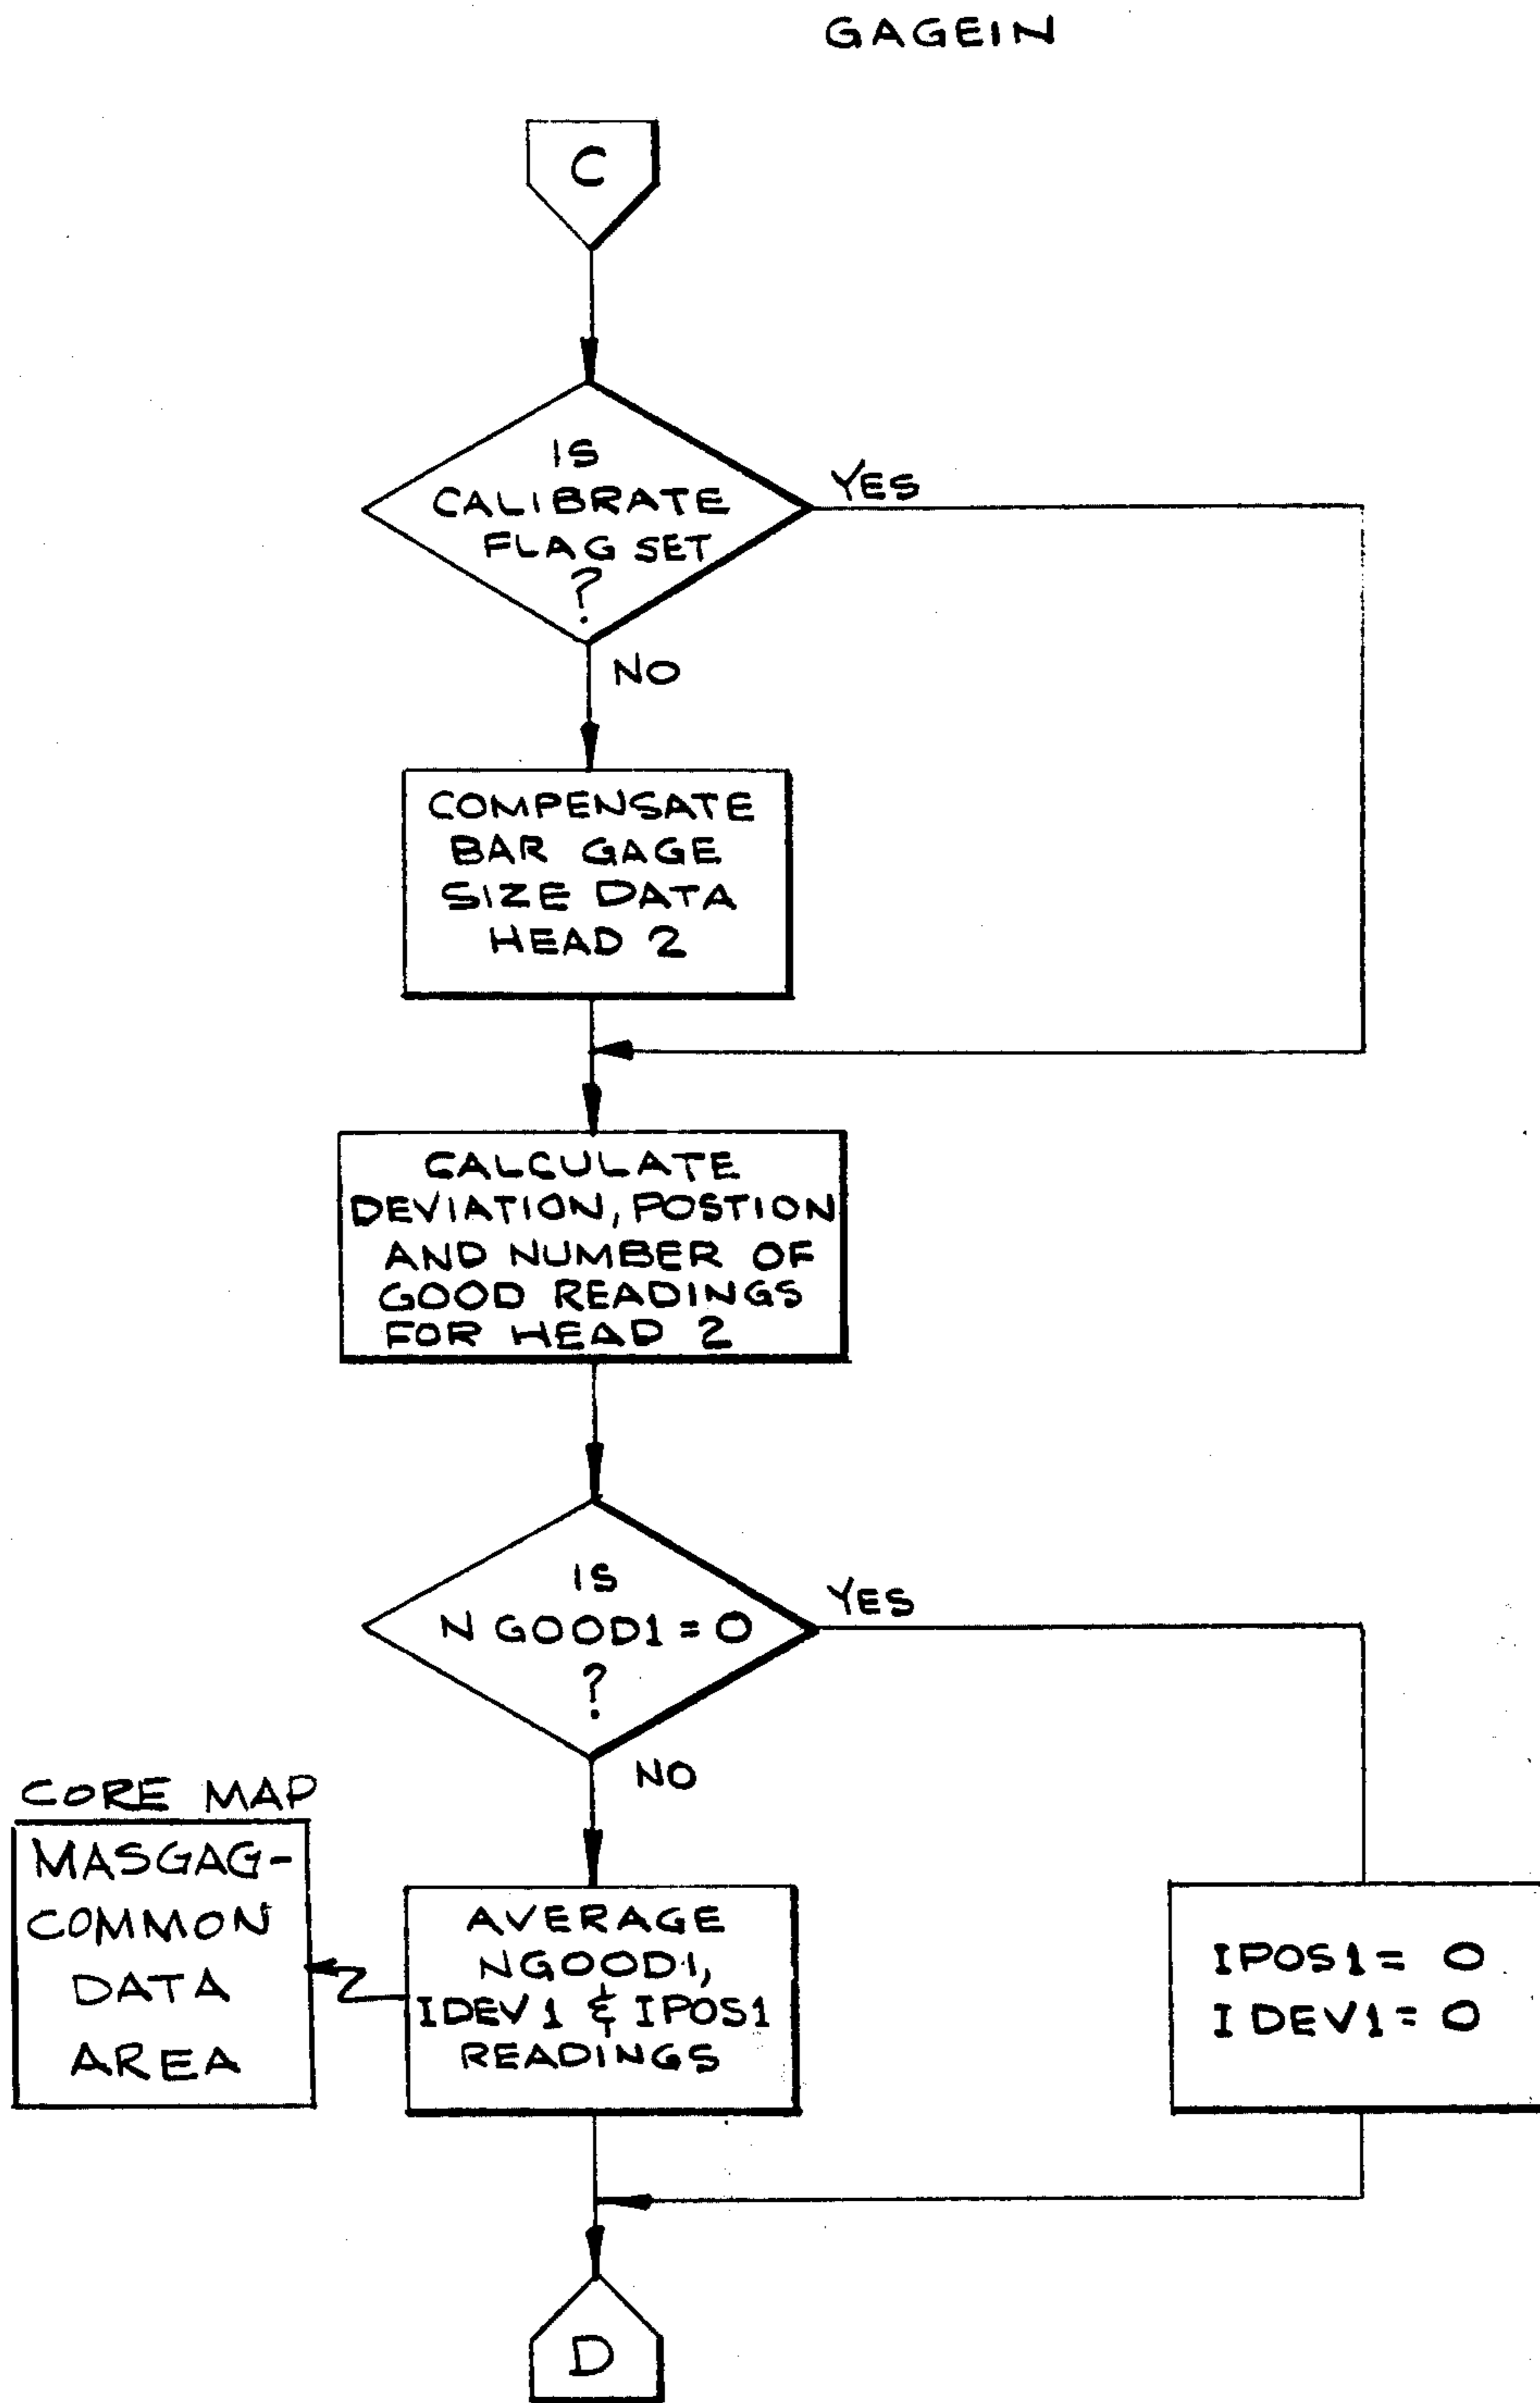 GAGEIN
C
IS
CALIBRATE
FLAG SET
?
YES
NO
COMPENSATE
BAR GAGE
SIZE DATA
HEAD 2
CALCULATE
DEVIATION, POSTION
AND NUMBER OF
GOOD READINGS
FOR HEAD 2
IS
N GOOD1 = 0
?
YES
NO
CORE MAP
MASGAG-
COMMON
DATA
AREA
AVERAGE
NGOOD1,
IDEV1 & IPOS1
READINGS
IPOS1 = 0
IDEV1 = 0
D